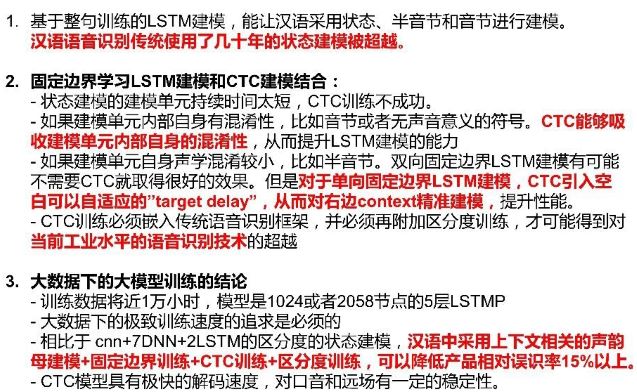 1. 基于整句训练的LSTM建模，能让汉语采用状态、半音节和音节进行建模。
汉语语音识别传统使用了几十年的状态建模被超越。
2. 固定边界学习LSTM建模和CTC建模结合：
- 状态建模的建模单元持续时间太短，CTC训练不成功。
- 如果建模单元内部自身有混淆性，比如音节或者无声音意义的符号。CTC能够吸
收建模单元内部自身的混淆性，从而提升LSTM建模的能力
- 如果建模单元自身声学混淆较小，比如半音节。双向固定边界LSTM建模有可能
不需要CTC就取得很好的效果。但是对于单向固定边界LSTM建模，CTC引入空
白可以自适应的"target delay"，从而对右边context精准建模，提升性能。
- CTC训练必须嵌入传统语音识别框架，并必须再附加区分度训练，才可能得到对
当前工业水平的语音识别技术的超越
3. 大数据下的大模型训练的结论
- 训练数据将近1万小时，模型是1024或者2058节点的5层LSTMP
- 大数据下的极致训练速度的追求是必须的
- 相比于 cnn+7DNN+2LSTM的区分度的状态建模，汉语中采用上下文相关的声韵
母建模+固定边界训练+CTC训练+区分度训练，可以降低产品相对误识率15%以上。
- CTC模型具有极快的解码速度，对口音和远场有一定的稳定性。